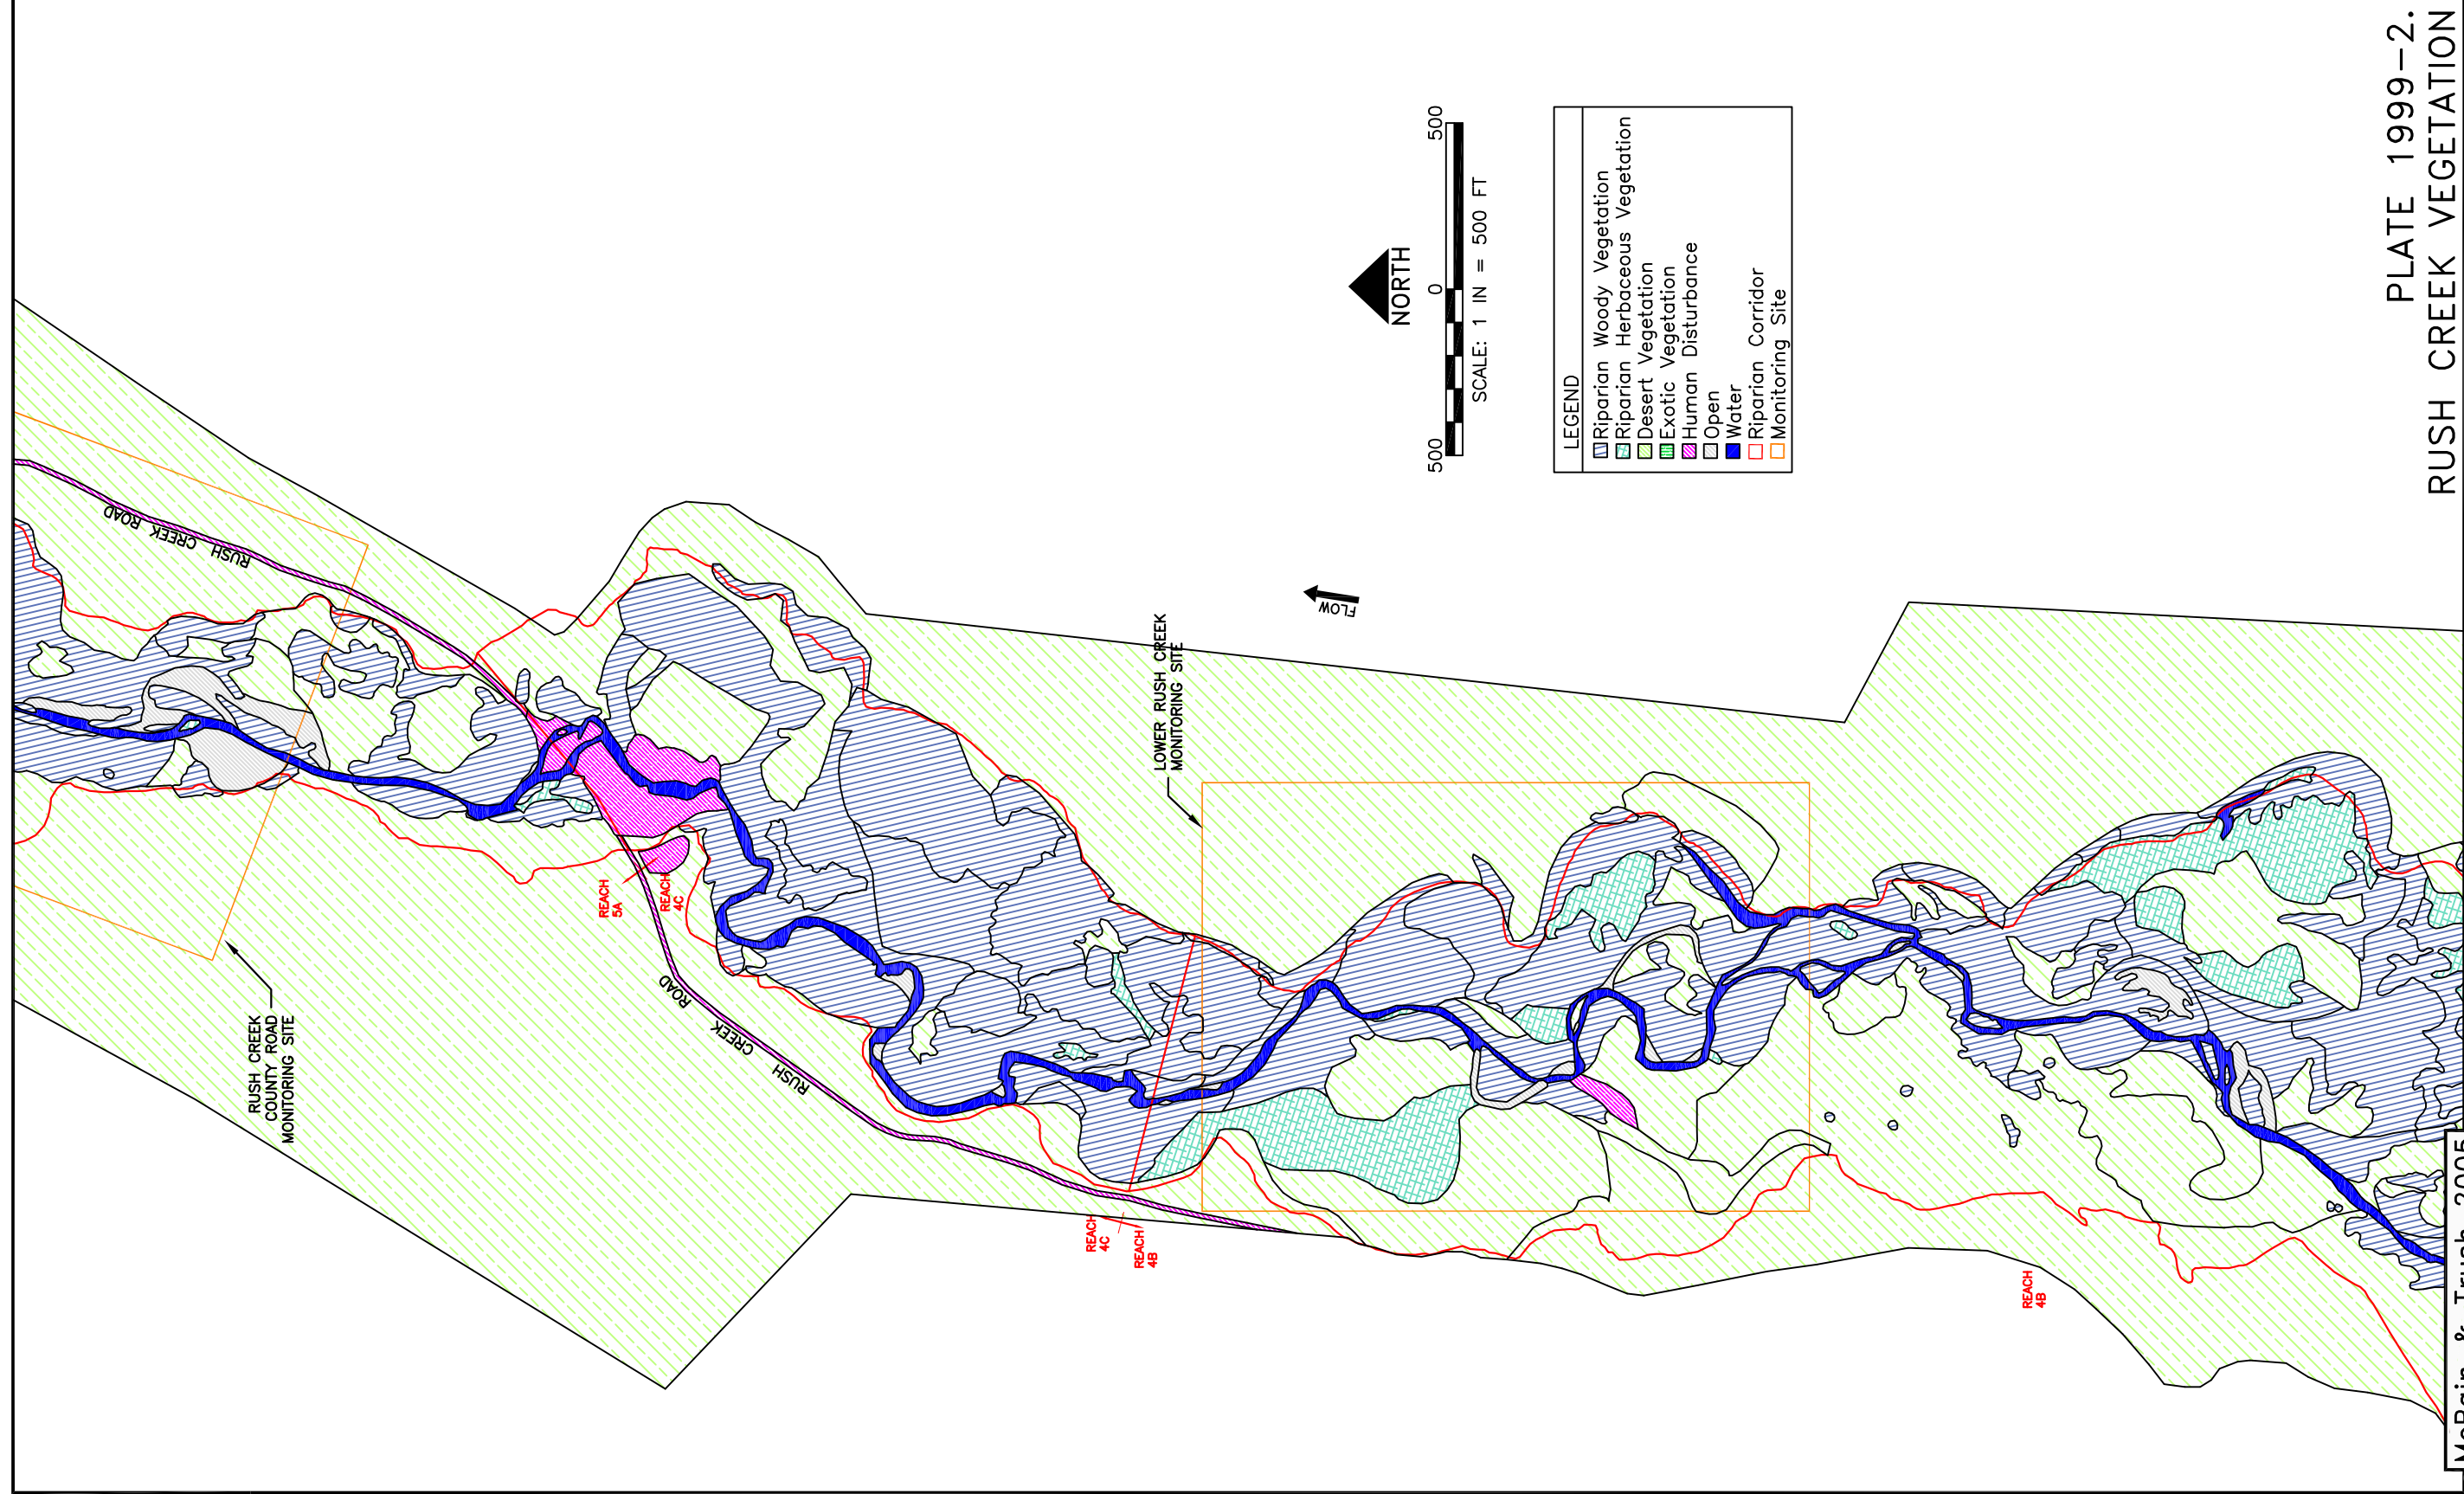 PLATE 1999-2.
RUSH CREEK VEGETATION
NORTH
500 0 500
SCALE: 1 IN = 500 FT
LEGEND
Riparian Woody Vegetation
Riparian Herbaceous Vegetation
Desert Vegetation
Exotic Vegetation
Human Disturbance
Open
Water
Riparian Corridor
Monitoring Site
FLOW
RUSH CREEK ROAD
RUSH CREEK
COUNTY ROAD
MONITORING SITE
REACH
5A
REACH
4C
RUSH CREEK ROAD
LOWER RUSH CREEK
MONITORING SITE
REACH
4C
REACH
4B
REACH
4B
McBain & Trush 2005